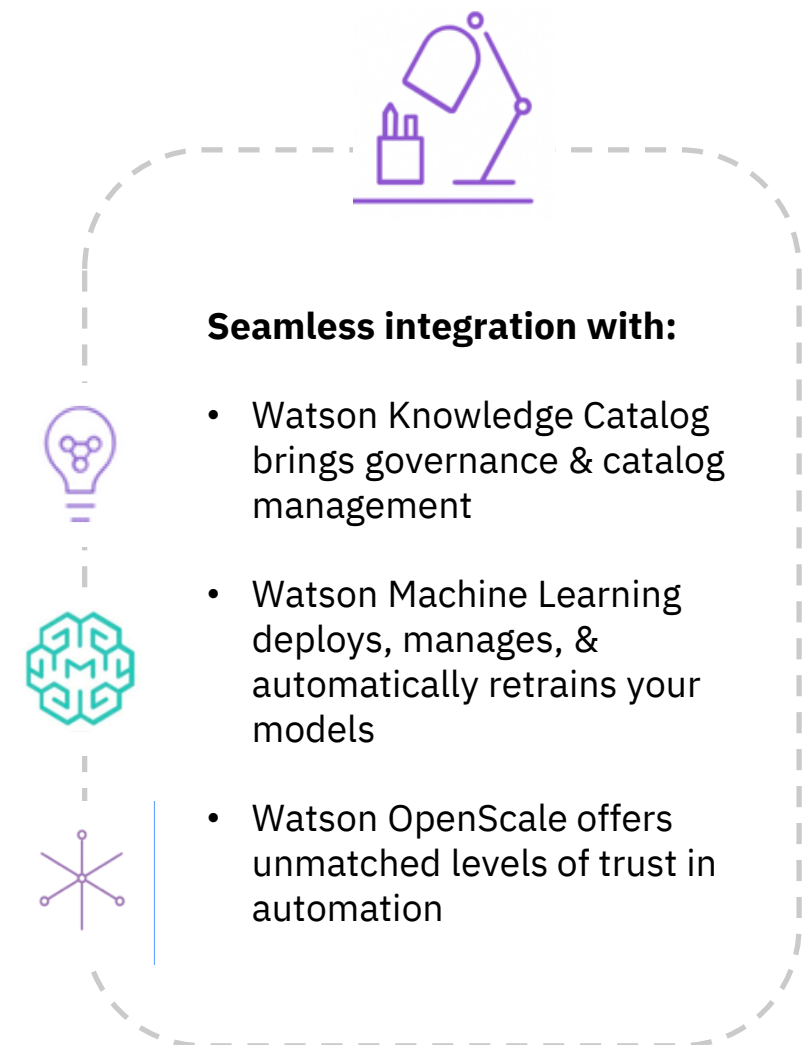 Seamless integration with:
• Watson Knowledge Catalog
brings governance & catalog
management
• Watson Machine Learning
deploys, manages, &
automatically retrains your
models
• Watson OpenScale offers
unmatched levels of trust in
automation